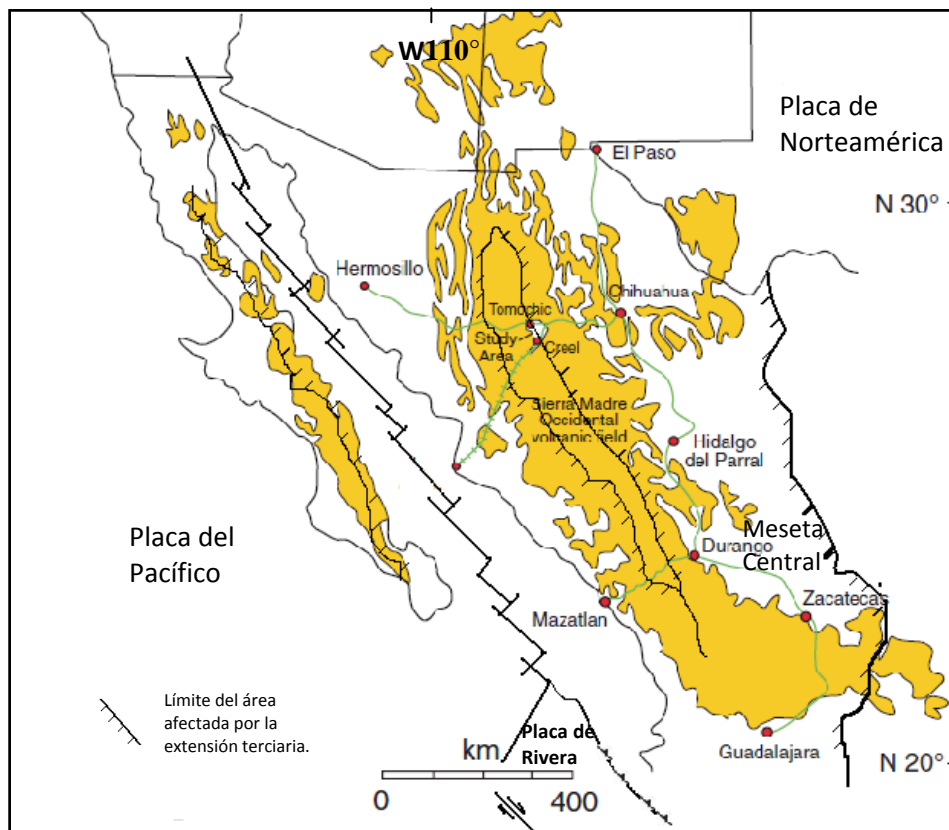 W110°
Placa de
Norteamérica
El Paso
N 30°
Hermosillo
Chihuahua
Tomochic
Study
Area
Creel
Sierra Madre
Occidental
volcanic field
Hidalgo
del Parral
Placa del
Pacífico
Meseta
Durango
Central
Zacatecas
Mazatlan
Límite del área
afectada por la
extensión terciaria.
Placa de
Rivera
km
Guadalajara
N 20°
0
400